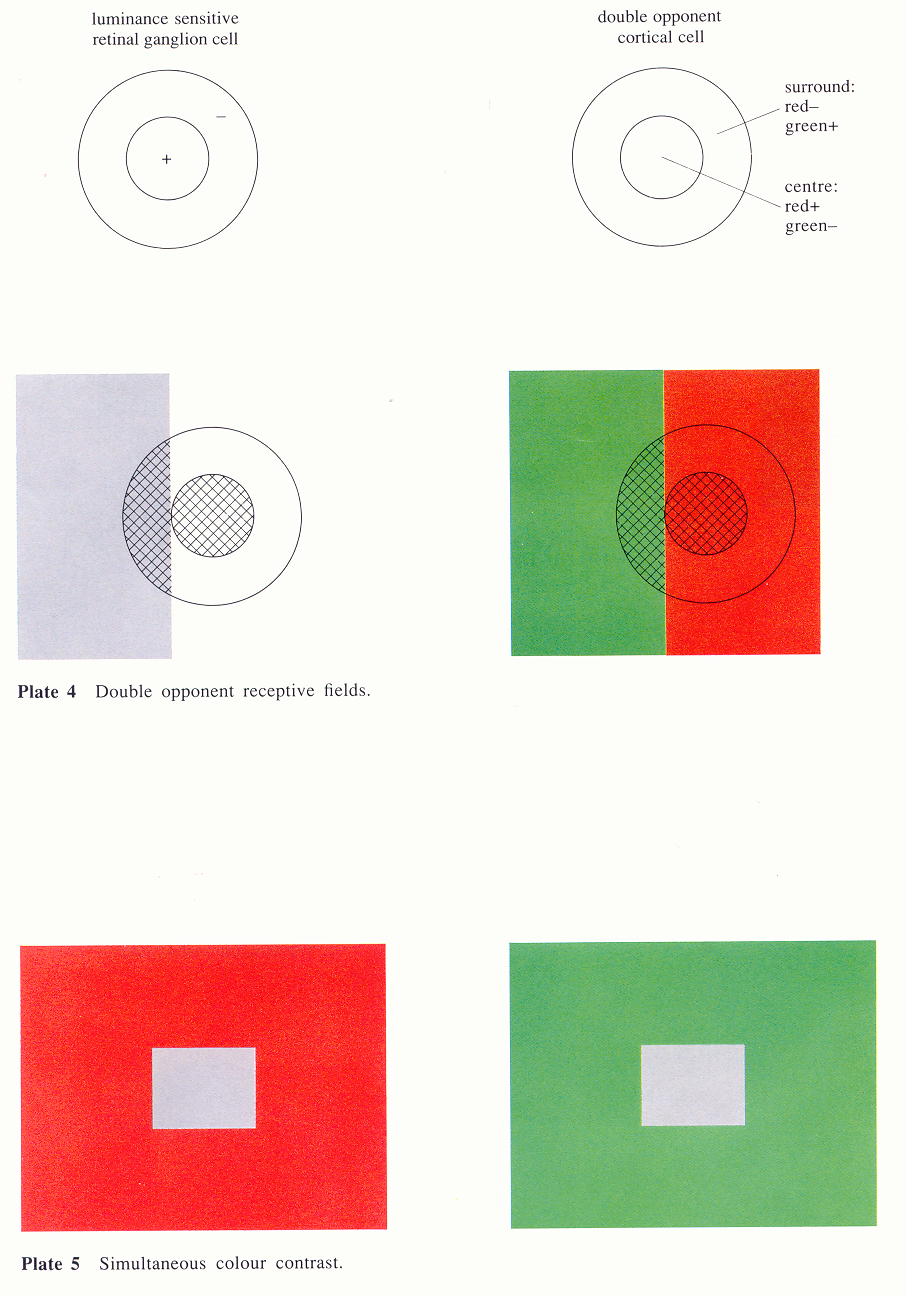 luminance sensitive
retinal ganglion cell
–
+
double opponent
cortical cell
surround:
red–
green+
centre:
red+
green–
Plate 4 Double opponent receptive fields.
Plate 5 Simultaneous colour contrast.